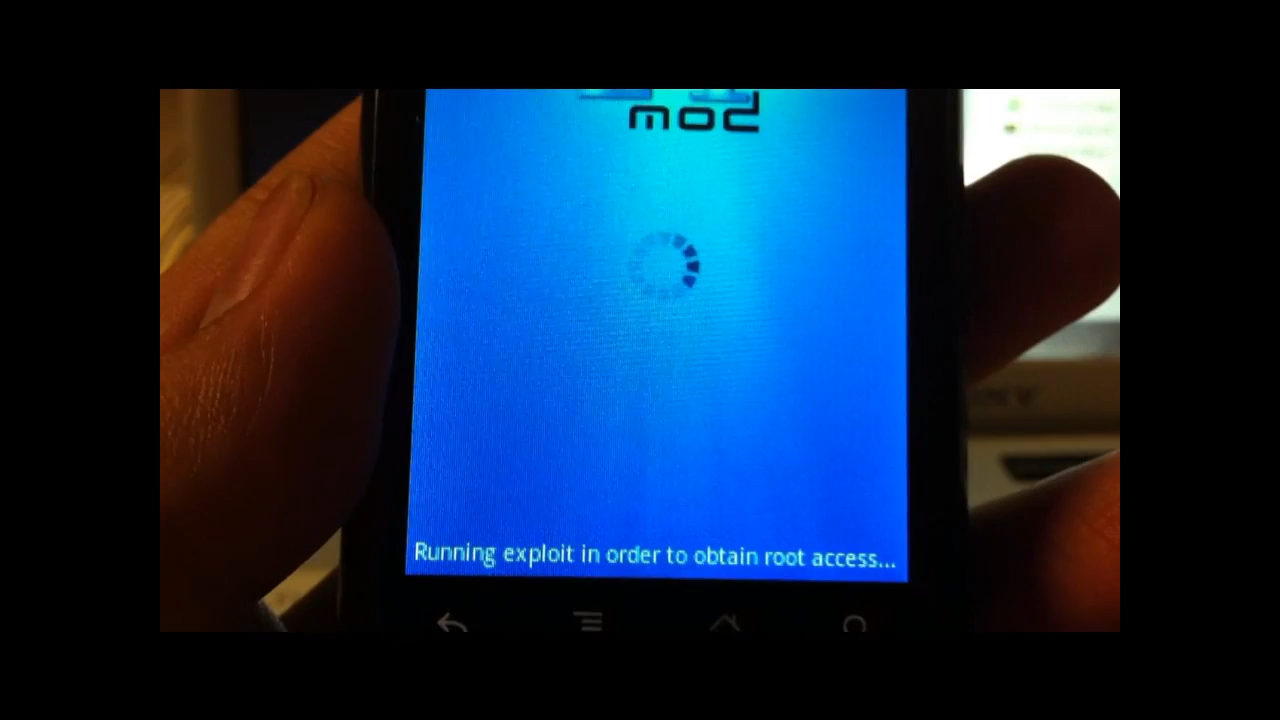 mod
Running exploit in order to obtain root access...